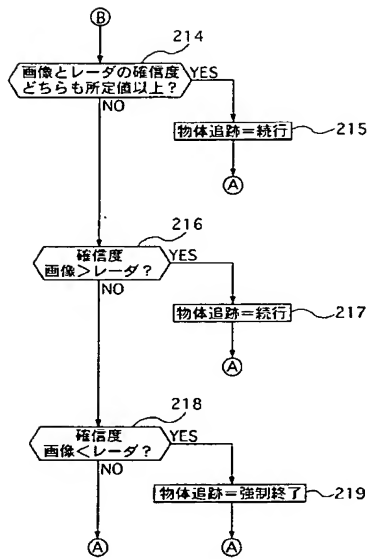 B
214
画像とレーダの確信度
どちらも所定値以上？
YES
NO
物体追跡＝続行
215
A
216
確信度
画像＞レーダ？
YES
NO
物体追跡＝続行
217
A
218
確信度
画像＜レーダ？
YES
NO
物体追跡＝強制終了
219
A
A